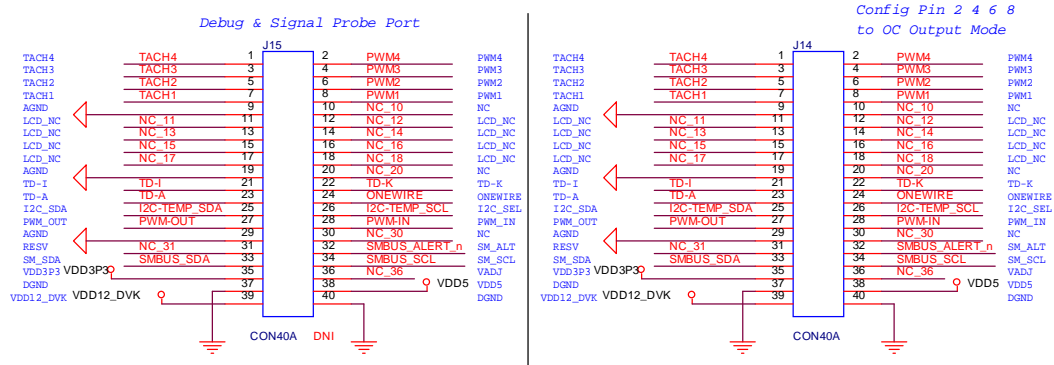 Debug & Signal Probe Port
J15
TACH4 TACH4 1 2 PWM4 PWM4
TACH3 TACH3 3 4 PWM3 PWM3
TACH2 TACH2 5 6 PWM2 PWM2
TACH1 TACH1 7 8 PWM1 PWM1
AGND 9 10 NC_10 NC
LCD_NC NC_11 11 12 NC_12 LCD_NC
LCD_NC NC_13 13 14 NC_14 LCD_NC
LCD_NC NC_15 15 16 NC_16 LCD_NC
LCD_NC NC_17 17 18 NC_18 LCD_NC
AGND 19 20 NC_20 NC
TD-I TD-I 21 22 TD-K TD-K
TD-A TD-A 23 24 ONEWIRE ONEWIRE
I2C_SDA I2C-TEMP_SDA 25 26 I2C-TEMP_SCL I2C_SEL
PWM_OUT PWM-OUT 27 28 PWM-IN PWM_IN
AGND 29 30 NC_30 NC
RESV NC_31 31 32 SMBUS_ALERT_n SM_ALT
SM_SDA SMBUS_SDA 33 34 SMBUS_SCL SM_SCL
VDD3P3 VDD3P3 35 36 NC_36 VADJ
DGND 37 38 VDD5 VDD5
VDD12_DVK VDD12_DVK 39 40 DGND
CON40A DNI
Config Pin 2 4 6 8
to OC Output Mode
J14
TACH4 TACH4 1 2 PWM4 PWM4
TACH3 TACH3 3 4 PWM3 PWM3
TACH2 TACH2 5 6 PWM2 PWM2
TACH1 TACH1 7 8 PWM1 PWM1
AGND 9 10 NC_10 NC
LCD_NC NC_11 11 12 NC_12 LCD_NC
LCD_NC NC_13 13 14 NC_14 LCD_NC
LCD_NC NC_15 15 16 NC_16 LCD_NC
LCD_NC NC_17 17 18 NC_18 LCD_NC
AGND 19 20 NC_20 NC
TD-I TD-I 21 22 TD-K TD-K
TD-A TD-A 23 24 ONEWIRE ONEWIRE
I2C_SDA I2C-TEMP_SDA 25 26 I2C-TEMP_SCL I2C_SEL
PWM_OUT PWM-OUT 27 28 PWM-IN PWM_IN
AGND 29 30 NC_30 NC
RESV NC_31 31 32 SMBUS_ALERT_n SM_ALT
SM_SDA SMBUS_SDA 33 34 SMBUS_SCL SM_SCL
VDD3P3 VDD3P3 35 36 NC_36 VADJ
DGND 37 38 VDD5 VDD5
VDD12_DVK VDD12_DVK 39 40 DGND
CON40A